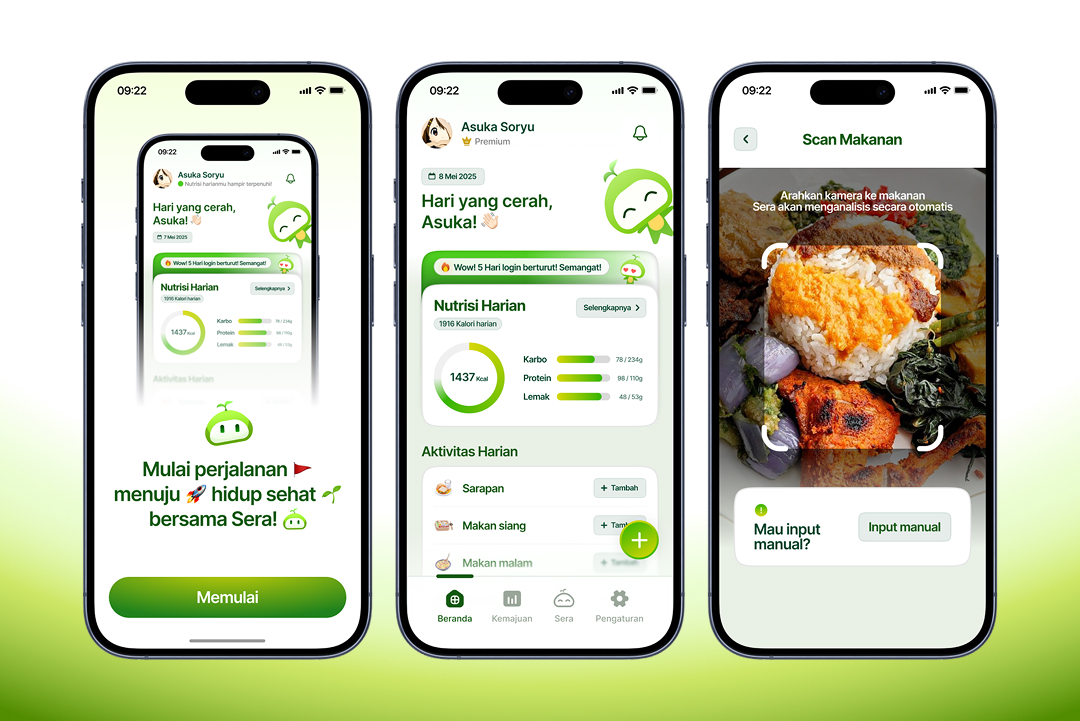 09:22
09:22
Asuka Soryu
Nutrisi harianmu hampir terpenuhi!
Hari yang cerah,
Asuka!
7 Mei 2025
Wow! 5 Hari login berturut! Semangat!
Nutrisi Harian
Selengkapnya
1916 Kalori harian
1437 Kcal
Karbo 78 / 234g
Protein 98 / 110g
Lemak 48 / 53g
Aktivitas Harian
Mulai perjalanan
menuju hidup sehat
bersama Sera!
Memulai
09:22
Asuka Soryu
Premium
8 Mei 2025
Hari yang cerah,
Asuka!
Wow! 5 Hari login berturut! Semangat!
Nutrisi Harian
Selengkapnya
1916 Kalori harian
1437 Kcal
Karbo 78 / 234g
Protein 98 / 110g
Lemak 48 / 53g
Aktivitas Harian
Sarapan + Tambah
Makan siang + Tamb
Makan malam + Tambah
+
Beranda Kemajuan Sera Pengaturan
09:22
Scan Makanan
Arahkan kamera ke makanan
Sera akan menganalisis secara otomatis
Mau input
manual?
Input manual